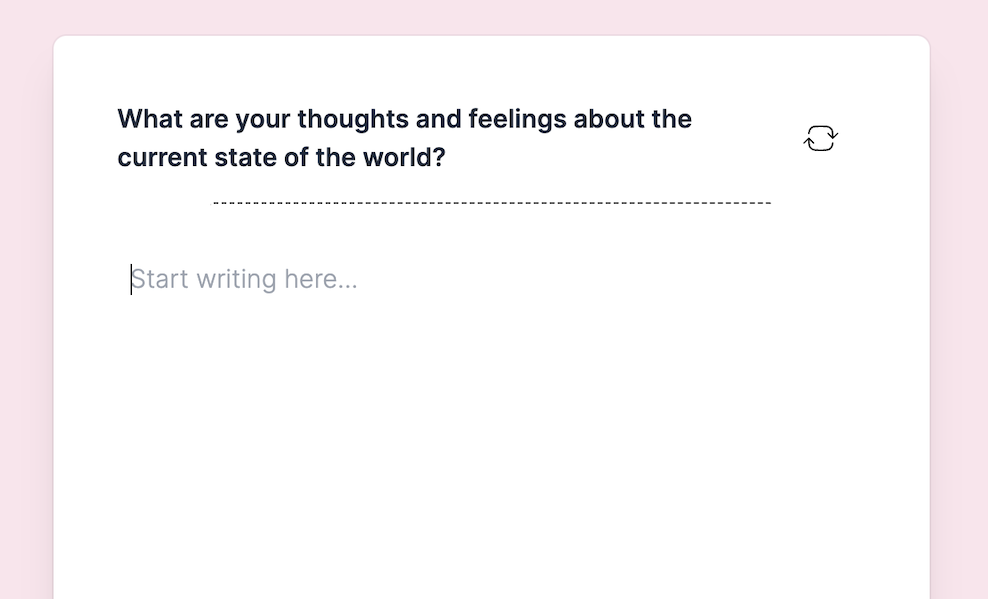 What are your thoughts and feelings about the
current state of the world?
Start writing here...